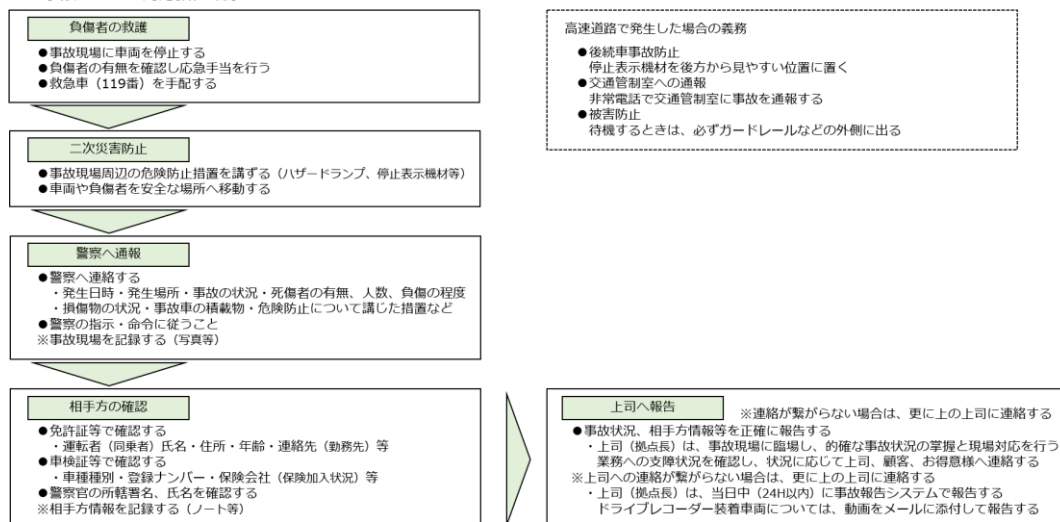 負傷者の救護
●事故現場に車両を停止する
●負傷者の有無を確認し応急手当を行う
●救急車（119番）を手配する
二次災害防止
●事故現場周辺の危険防止措置を講ずる（ハザードランプ、停止表示機材等）
●車両や負傷者を安全な場所へ移動する
警察へ通報
●警察へ連絡する
・発生日時・発生場所・事故の状況・死傷者の有無、人数、負傷の程度
・損傷物の状況・事故車の積載物・危険防止について講じた措置など
●警察の指示・命令に従うこと
※事故現場を記録する（写真等）
相手方の確認
●免許証等で確認する
・運転者（同乗者）氏名・住所・年齢・連絡先（勤務先）等
●車検証等で確認する
・車種種別・登録ナンバー・保険会社（保険加入状況）等
●警察官の所轄署名、氏名を確認する
※相手方情報を記録する（ノート等）
高速道路で発生した場合の義務
●後続車事故防止
停止表示機材を後方から見やすい位置に置く
●交通管制室への通報
非常電話で交通管制室に事故を通報する
●被害防止
待機するときは、必ずガードレールなどの外側に出る
上司へ報告
※連絡が繋がらない場合は、更に上の上司に連絡する
●事故状況、相手方情報等を正確に報告する
・上司（拠点長）は、事故現場に臨場し、的確な事故状況の掌握と現場対応を行う
業務への支障状況を確認し、状況に応じて上司、顧客、お得意様へ連絡する
※上司への連絡が繋がらない場合は、更に上の上司に連絡する
・上司（拠点長）は、当日中（24H以内）に事故報告システムで報告する
ドライブレコーダー装着車両については、動画をメールに添付して報告する